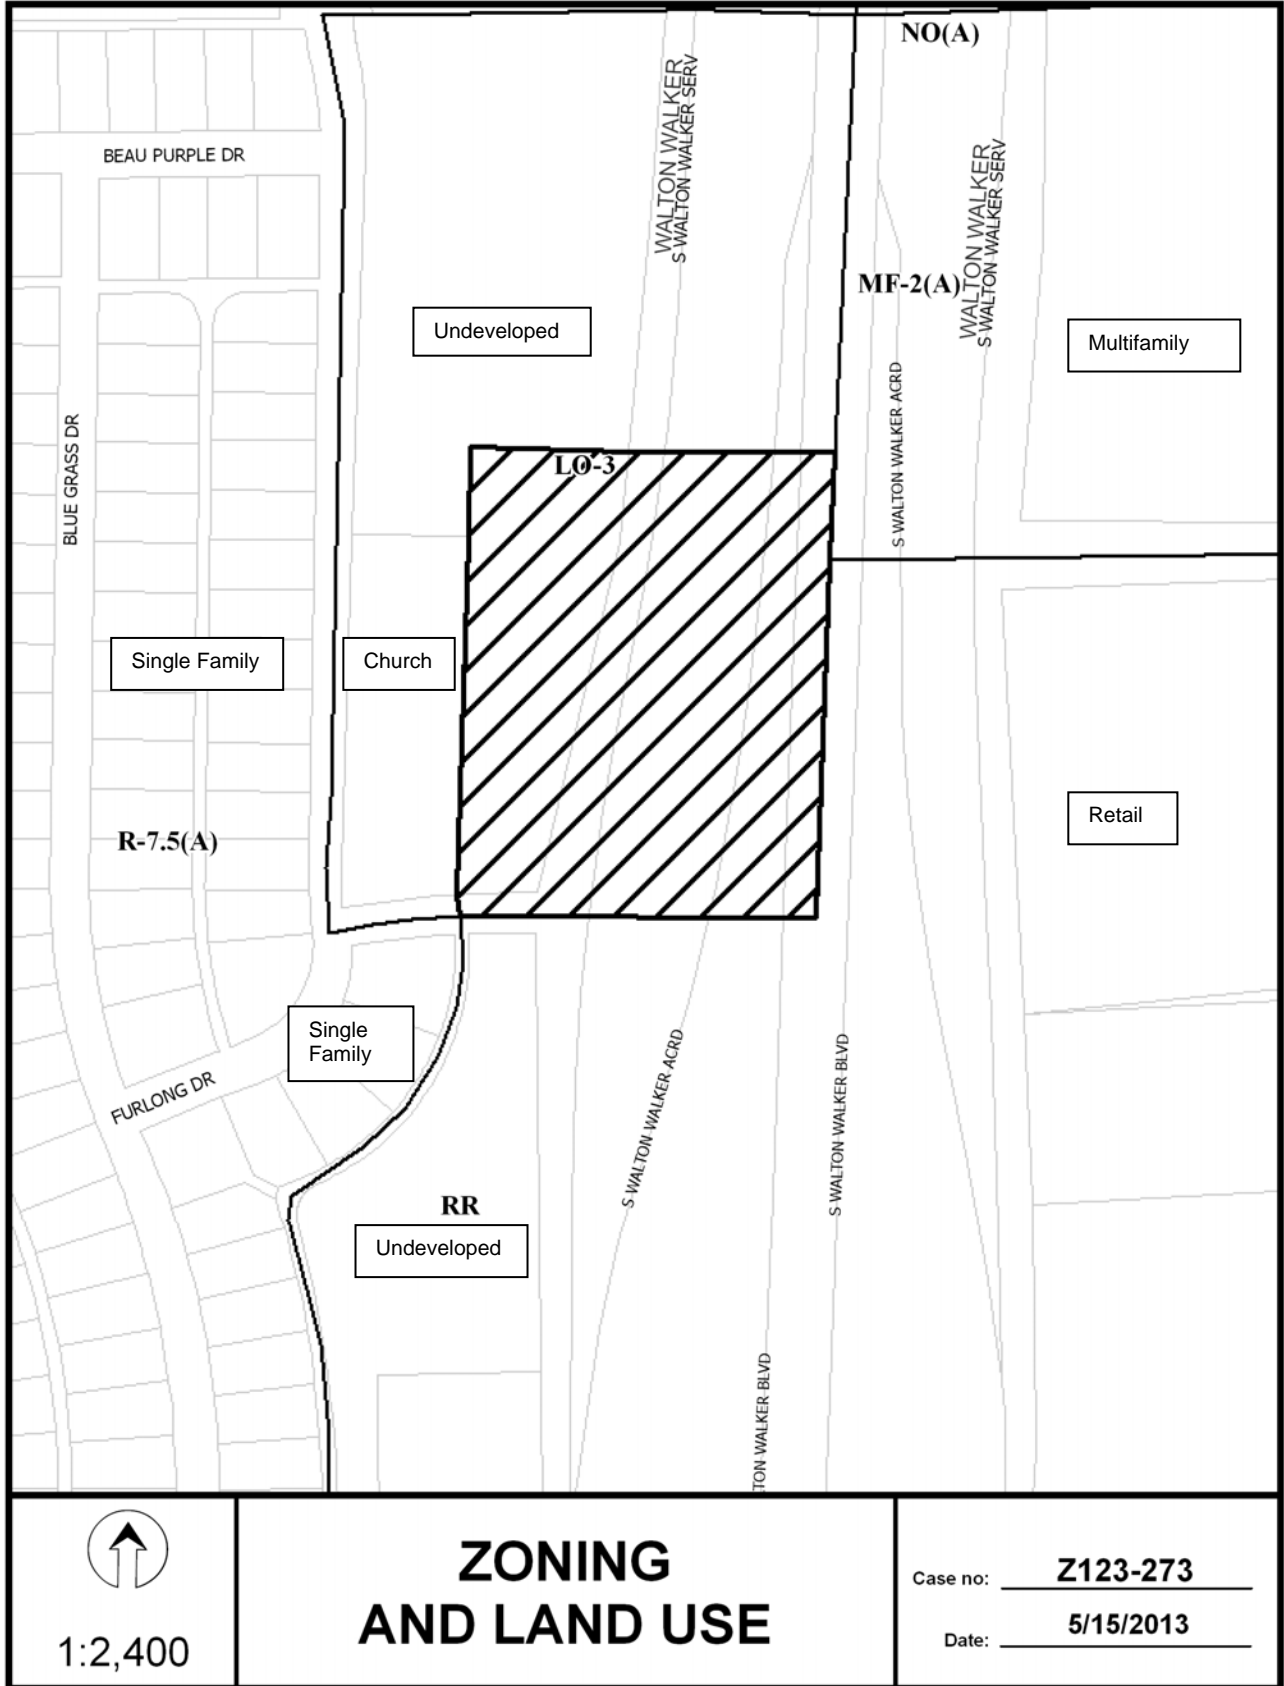 NO(A)
WALTON WALKER
S WALTON WALKER SERV
BEAU PURPLE DR
WALTON WALKER
S WALTON WALKER SERV
MF-2(A)
Undeveloped
Multifamily
S WALTON WALKER ACRD
BLUE GRASS DR
LO-3
Single Family
Church
Retail
R-7.5(A)
Single
Family
FURLONG DR
S WALTON WALKER ACRD
S WALTON WALKER BLVD
RR
Undeveloped
TON WALKER BLVD
1:2,400
ZONING
AND LAND USE
Case no: Z123-273
Date: 5/15/2013